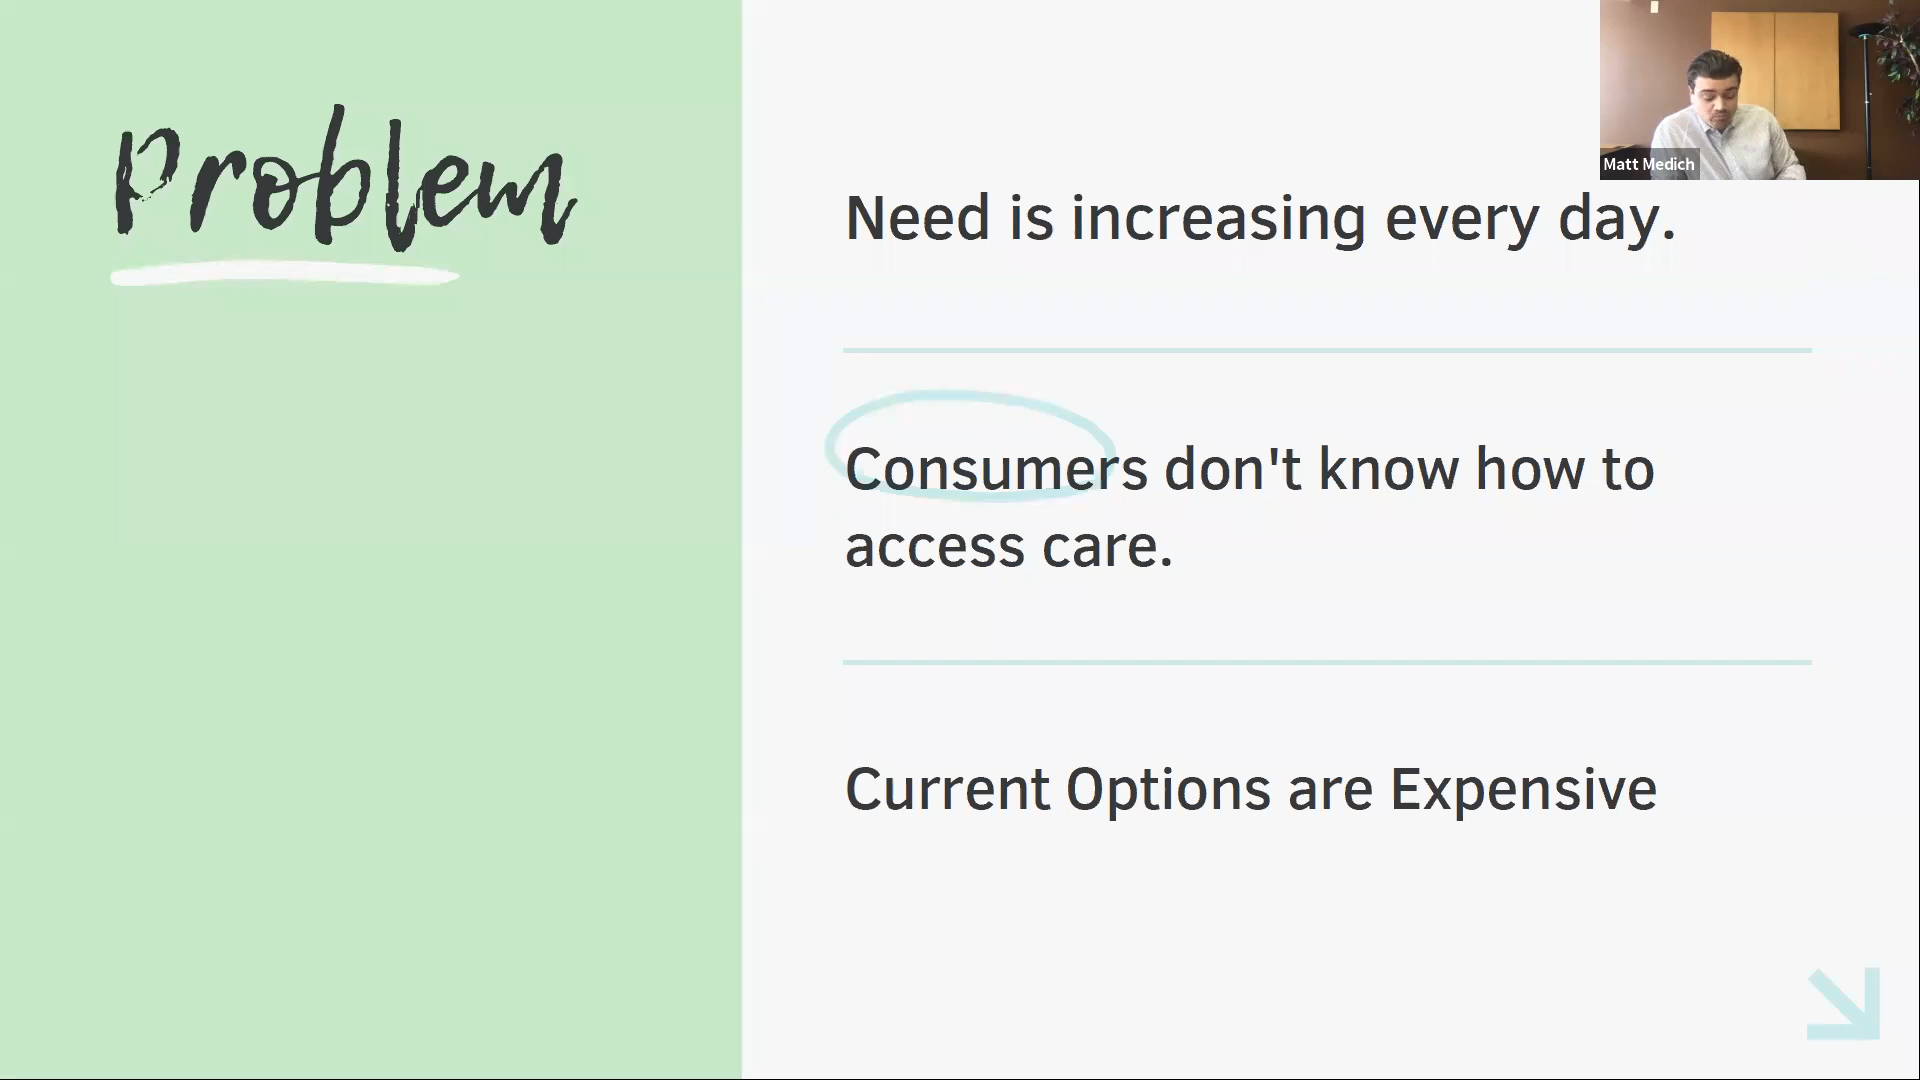 Problem
Matt Medich
Need is increasing every day.
Consumers don't know how to
access care.
Current Options are Expensive